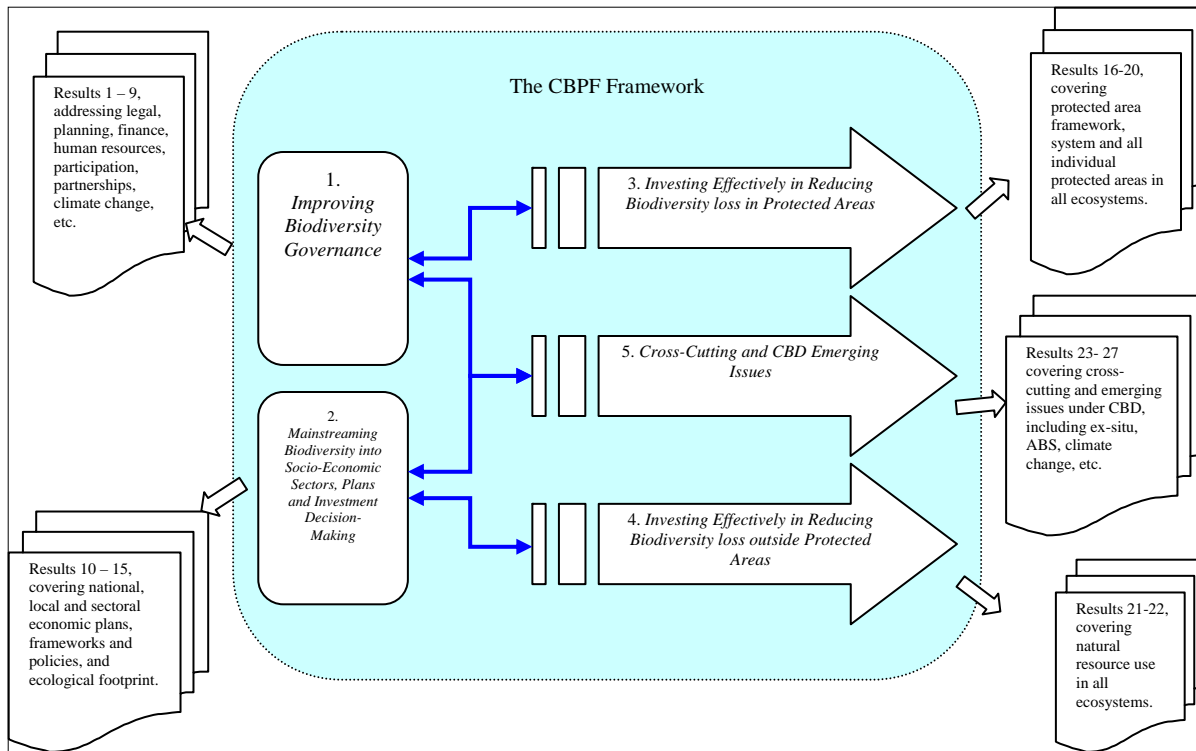 The CBPF Framework
Results 1 – 9,
addressing legal,
planning, finance,
human resources,
participation,
partnerships,
climate change,
etc.
1.
Improving
Biodiversity
Governance
3. Investing Effectively in Reducing
Biodiversity loss in Protected Areas
Results 16-20,
covering
protected area
framework,
system and all
individual
protected areas in
all ecosystems.
5. Cross-Cutting and CBD Emerging
Issues
Results 23- 27
covering cross-
cutting and emerging
issues under CBD,
including ex-situ,
ABS, climate
change, etc.
2.
Mainstreaming
Biodiversity into
Socio-Economic
Sectors, Plans
and Investment
Decision-
Making
4. Investing Effectively in Reducing
Biodiversity loss outside Protected
Areas
Results 10 – 15,
covering national,
local and sectoral
economic plans,
frameworks and
policies, and
ecological footprint.
Results 21-22,
covering
natural
resource use
in all
ecosystems.